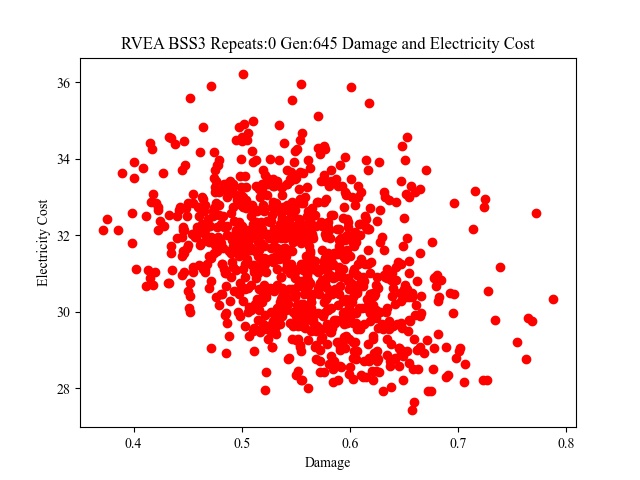 RVEA BSS3 Repeats:0 Gen:645 Damage and Electricity Cost
36
34
32
30
28
Electricity Cost
0.4 0.5 0.6 0.7 0.8
Damage